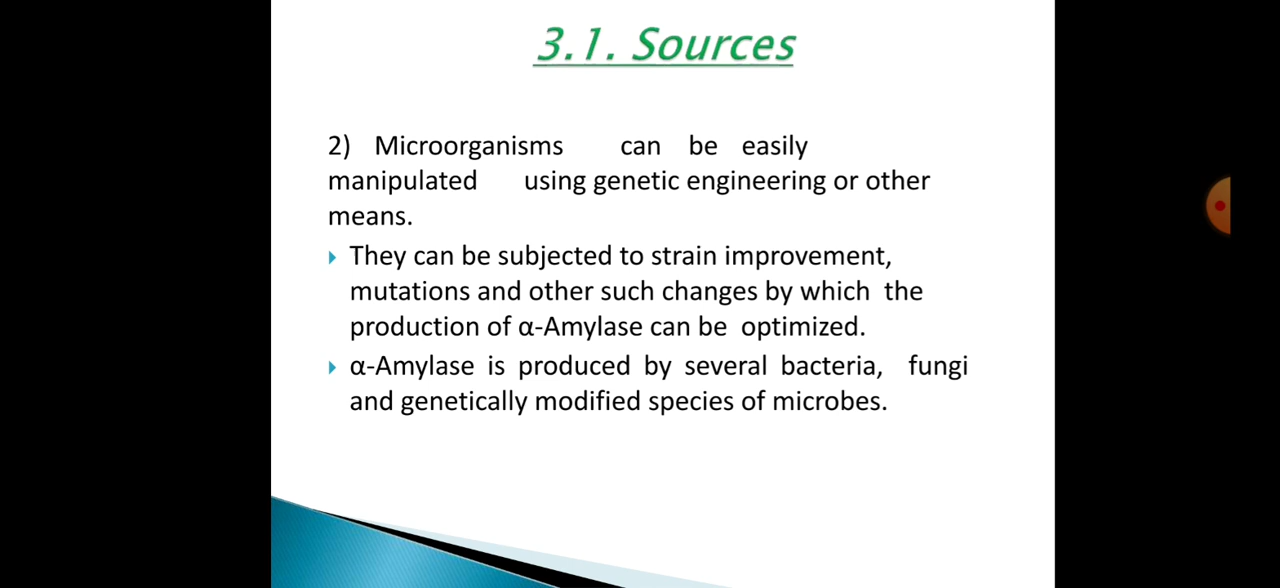 3.1. Sources
2) Microorganisms can be easily
manipulated using genetic engineering or other
means.
They can be subjected to strain improvement,
mutations and other such changes by which the
production of α-Amylase can be optimized.
α-Amylase is produced by several bacteria, fungi
and genetically modified species of microbes.